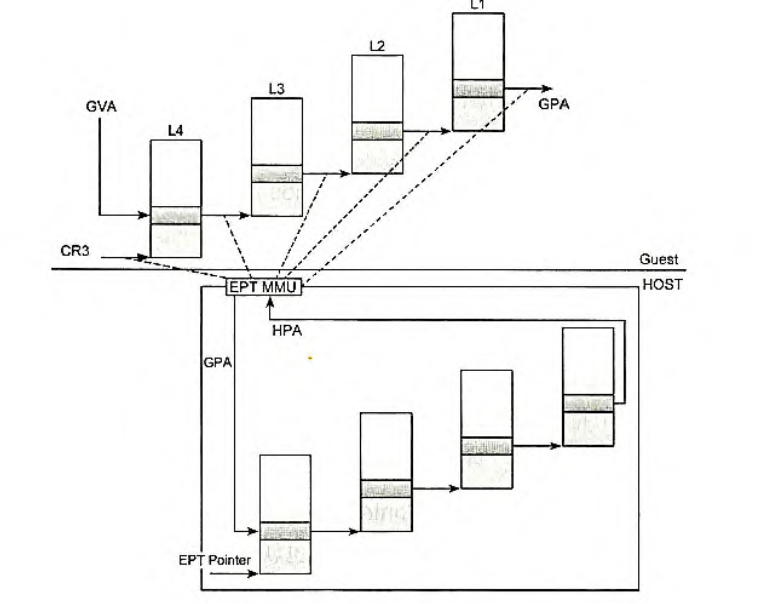 L1
L2
L3
GPA
GVA
L4
CR3
Guest
EPT MMU
HOST
HPA
GPA
EPT Pointer